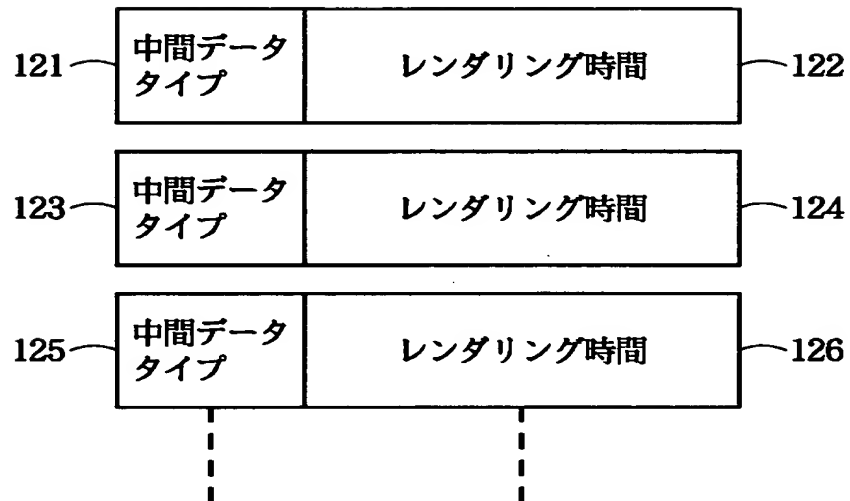 121
中間データ
タイプ
レンダリング時間
122
123
中間データ
タイプ
レンダリング時間
124
125
中間データ
タイプ
レンダリング時間
126